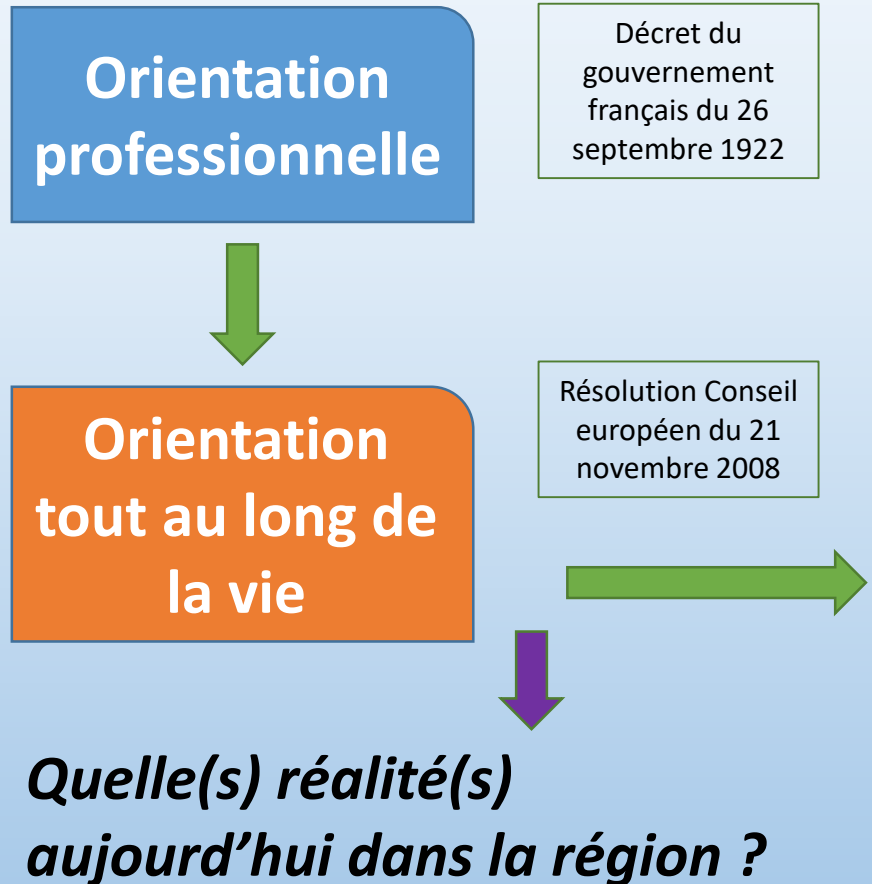 Orientation
professionnelle
Décret du
gouvernement
français du 26
septembre 1922
Orientation
tout au long de
la vie
Résolution Conseil
européen du 21
novembre 2008
Quelle(s) réalité(s)
aujourd’hui dans la région ?